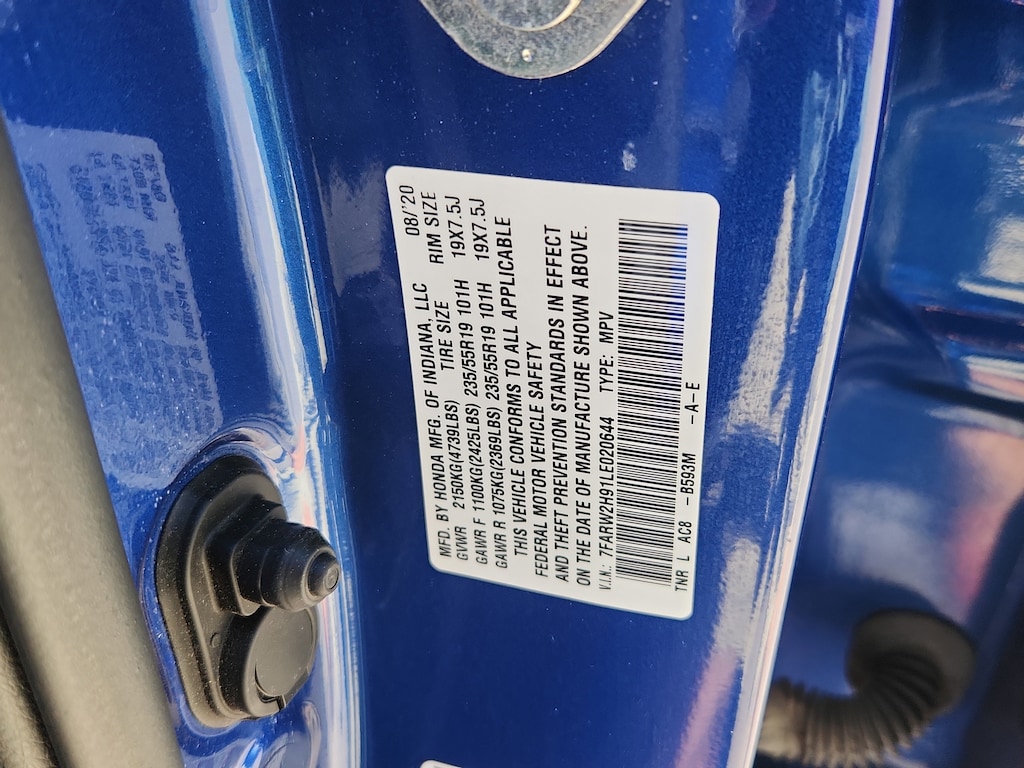 MFD. BY HONDA MFG. OF INDIANA, LLC 08/'20
GVWR 2150KG(4739LBS) TIRE SIZE RIM SIZE
GAWR F 1100KG(2425LBS) 235/55R19 101H 19X7.5J
GAWR R 1075KG(2369LBS) 235/55R19 101H 19X7.5J
THIS VEHICLE CONFORMS TO ALL APPLICABLE
FEDERAL MOTOR VEHICLE SAFETY
AND THEFT PREVENTION STANDARDS IN EFFECT
ON THE DATE OF MANUFACTURE SHOWN ABOVE.
V.I.N.: 7FARW2H91LE020644 TYPE: MPV
TNR L AC8 -B593M -A-E